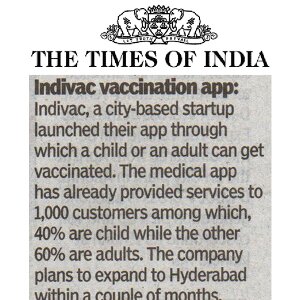 THE TIMES OF INDIA
Indivac vaccination app:
Indivac, a city-based startup
launched their app through
which a child or an adult can get
vaccinated. The medical app
has already provided services to
1,000 customers among which,
40% are child while the other
60% are adults. The company
plans to expand to Hyderabad
within a couple of months.